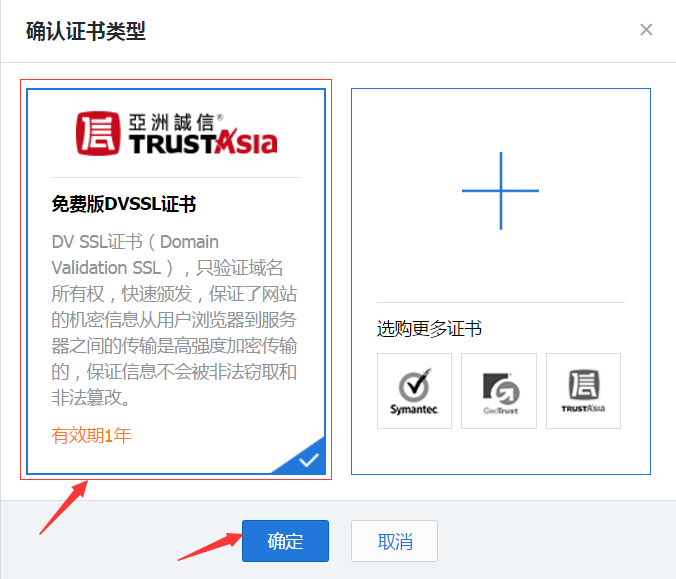 确认证书类型
亞洲誠信®
TRUSTAsia
免费版DVSSL证书
DV SSL证书（Domain
Validation SSL），只验证域名
所有权，快速颁发，保证了网站
的机密信息从用户浏览器到服务
器之间的传输是高强度加密传输
的，保证信息不会被非法窃取和
非法篡改。
有效期1年
选购更多证书
Symantec.
GeoTrust
TRUSTAsia
确定
取消